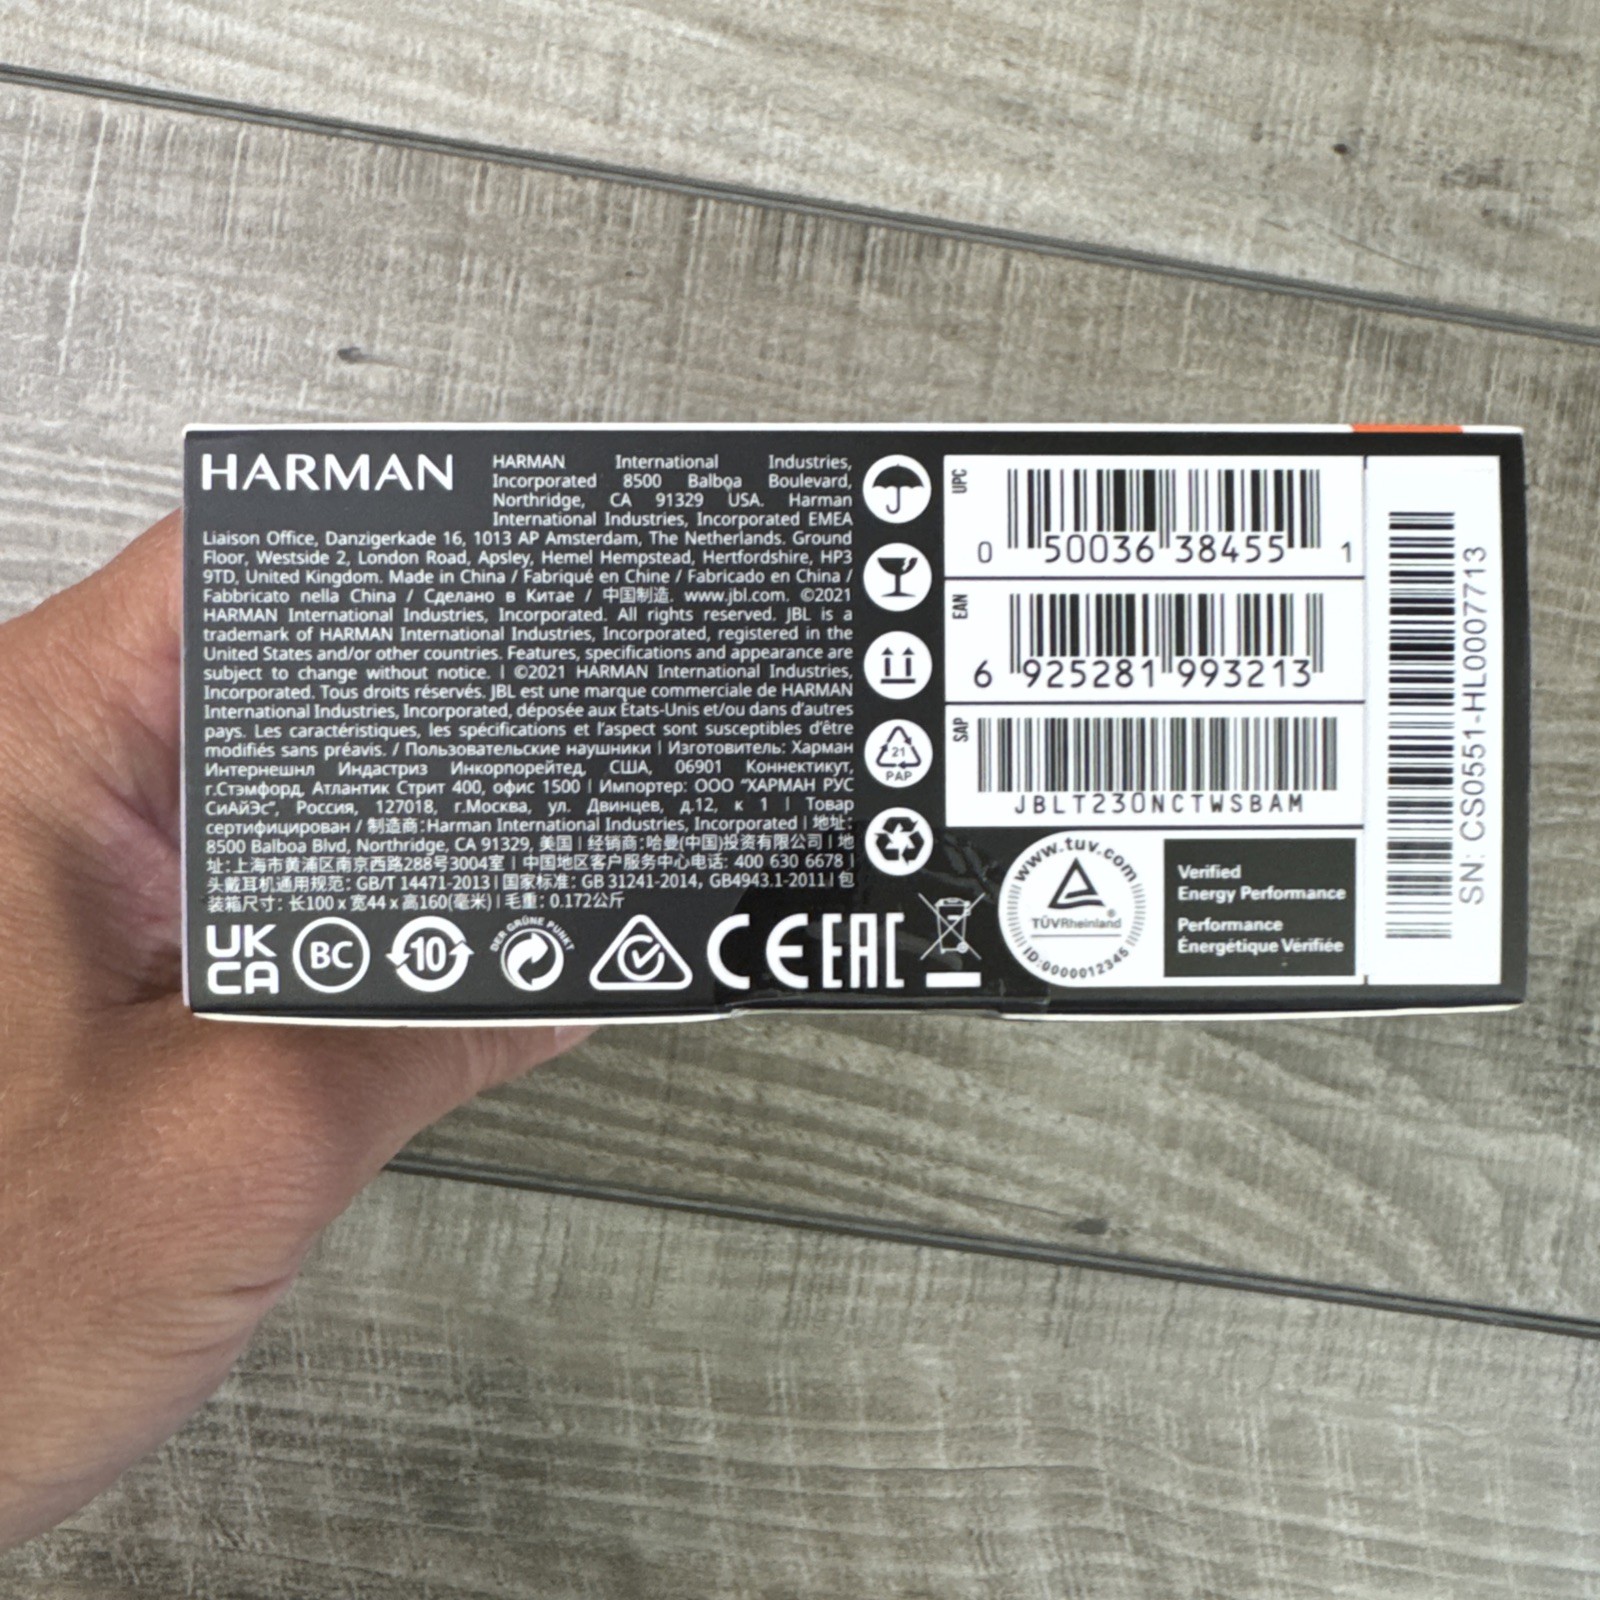 HARMAN
HARMAN International Industries,
Incorporated 8500 Balboa Boulevard,
Northridge, CA 91329 USA. Harman
International Industries, Incorporated EMEA
Liaison Office, Danzigerkade 16, 1013 AP Amsterdam, The Netherlands. Ground
Floor, Westside 2, London Road, Apsley, Hemel Hempstead, Hertfordshire, HP3
9TD, United Kingdom. Made in China / Fabriqué en Chine / Fabricado en China /
Fabbricato nella China / Сделано в Китае / 中国制造. www.jbl.com. ©2021
HARMAN International Industries, Incorporated. All rights reserved. JBL is a
trademark of HARMAN International Industries, Incorporated, registered in the
United States and/or other countries. Features, specifications and appearance are
subject to change without notice. | ©2021 HARMAN International Industries,
Incorporated. Tous droits réservés. JBL est une marque commerciale de HARMAN
International Industries, Incorporated, déposée aux États-Unis et/ou dans d'autres
pays. Les caractéristiques, les spécifications et l'aspect sont susceptibles d'être
modifiés sans préavis. / Пользовательские наушники | Изготовитель: Харман
Интернешнл Индастриз Инкорпорейтед, США, 06901 Коннектикут,
г.Стэмфорд, Атлантик Стрит 400, офис 1500 | Импортер: ООО "ХАРМАН РУС
СиАйЭс", Россия, 127018, г.Москва, ул. Двинцев, д.12, к 1 | Товар
сертифицирован / 制造商:Harman International Industries, Incorporated | 地址:
8500 Balboa Blvd, Northridge, CA 91329, 美国 | 经销商:哈曼(中国)投资有限公司 | 地
址:上海市黄浦区南京西路288号3004室 | 中国地区客户服务中心电话: 400 630 6678 |
头戴耳机通用规范: GB/T 14471-2013 | 国家标准: GB 31241-2014, GB4943.1-2011 | 包
装箱尺寸: 长100 x 宽44 x 高160(毫米) | 毛重: 0.172公斤
UK
CA
BC
10
DER GRÜNE PUNKT
CE
EAC
21
PAP
UPC
0 50036 38455 1
EAN
6 925281 993213
SAP
JBLT230NCTWSBAM
www.tuv.com
TÜVRheinland®
ID:0000012345
Verified
Energy Performance
Performance
Énergétique Vérifiée
SN: CS0551-HL0007713